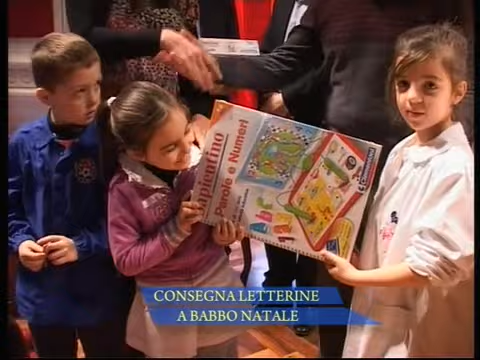 Sapientino
Parole e Numeri
Clementoni
CONSEGNA LETTERINE
A BABBO NATALE